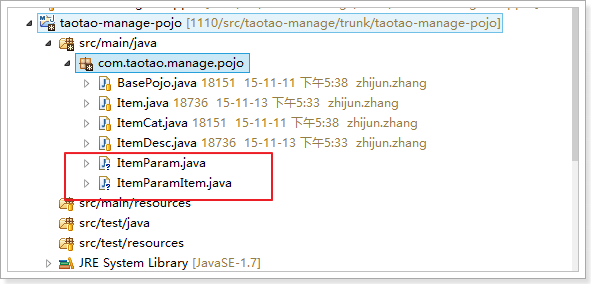 taotao-manage-pojo [1110/src/taotao-manage/trunk/taotao-manage-pojo]
src/main/java
com.taotao.manage.pojo
BasePojo.java 18151 15-11-11 下午5:38 zhijun.zhang
Item.java 18736 15-11-13 下午5:33 zhijun.zhang
ItemCat.java 18151 15-11-11 下午5:38 zhijun.zhang
ItemDesc.java 18736 15-11-13 下午5:33 zhijun.zhang
ItemParam.java
ItemParamItem.java
src/main/resources
src/test/java
src/test/resources
JRE System Library [JavaSE-1.7]